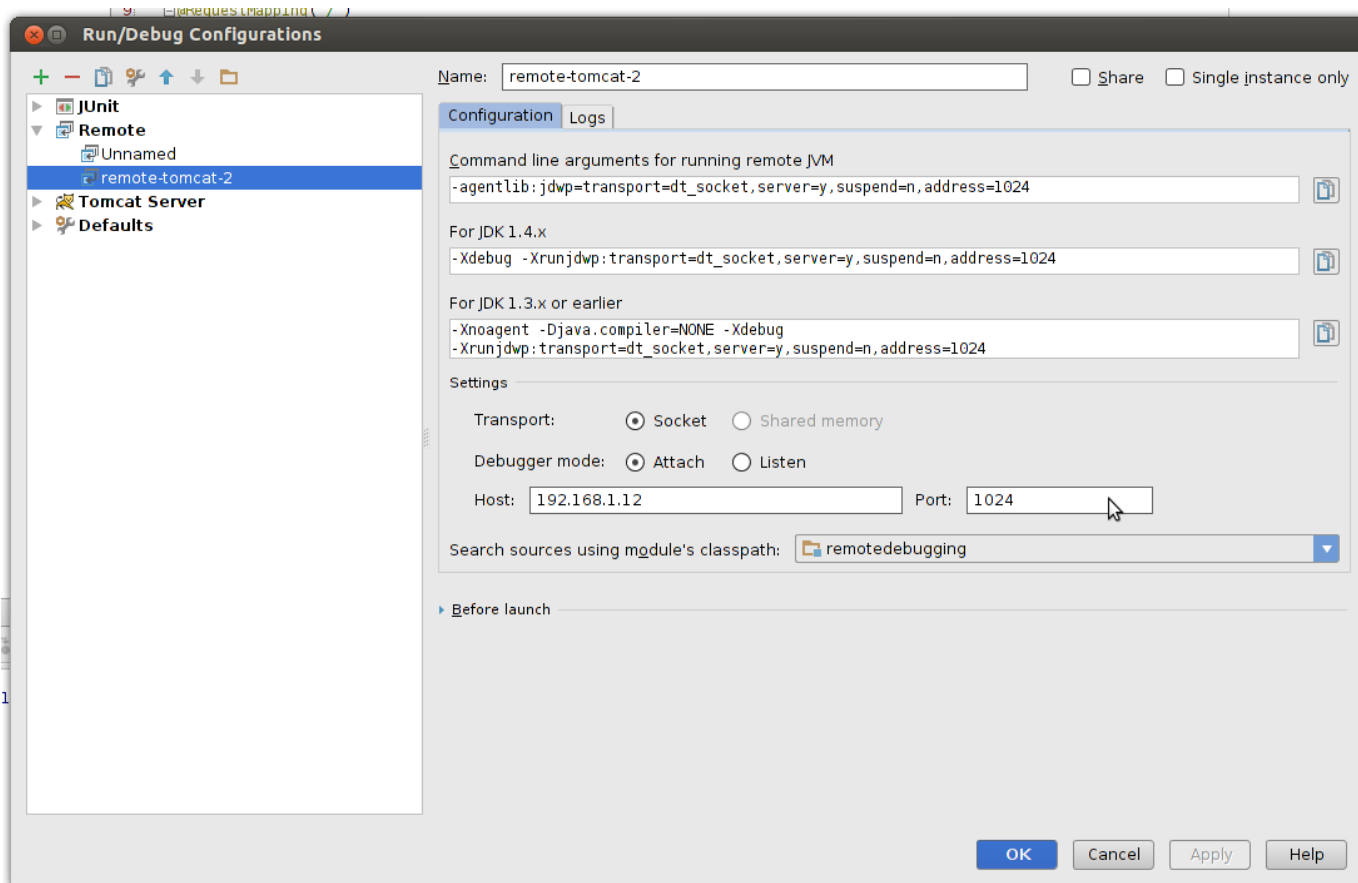 9
@RequestMapping("/")
Run/Debug Configurations
Name: remote-tomcat-2
Share
Single instance only
JUnit
Remote
Unnamed
remote-tomcat-2
Tomcat Server
Defaults
Configuration
Logs
Command line arguments for running remote JVM
-agentlib:jdwp=transport=dt_socket,server=y,suspend=n,address=1024
For JDK 1.4.x
-Xdebug -Xrunjdwp:transport=dt_socket,server=y,suspend=n,address=1024
For JDK 1.3.x or earlier
-Xnoagent -Djava.compiler=NONE -Xdebug
-Xrunjdwp:transport=dt_socket,server=y,suspend=n,address=1024
Settings
Transport: Socket Shared memory
Debugger mode: Attach Listen
Host: 192.168.1.12 Port: 1024
Search sources using module's classpath: remotedebugging
Before launch
1
OK Cancel Apply Help